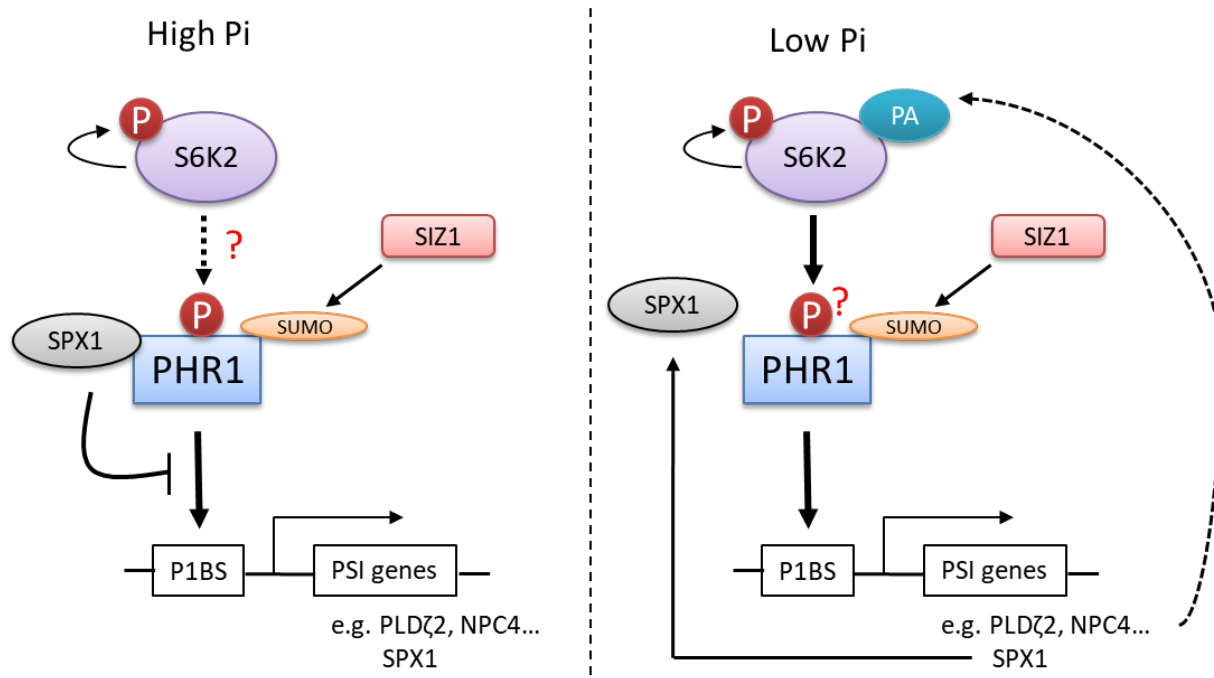 High Pi
P
S6K2
?
SIZ1
P
SUMO
SPX1
PHR1
P1BS
PSI genes
e.g. PLDζ2, NPC4...
SPX1
Low Pi
P
PA
S6K2
SIZ1
SPX1
P
?
SUMO
PHR1
P1BS
PSI genes
e.g. PLDζ2, NPC4...
SPX1